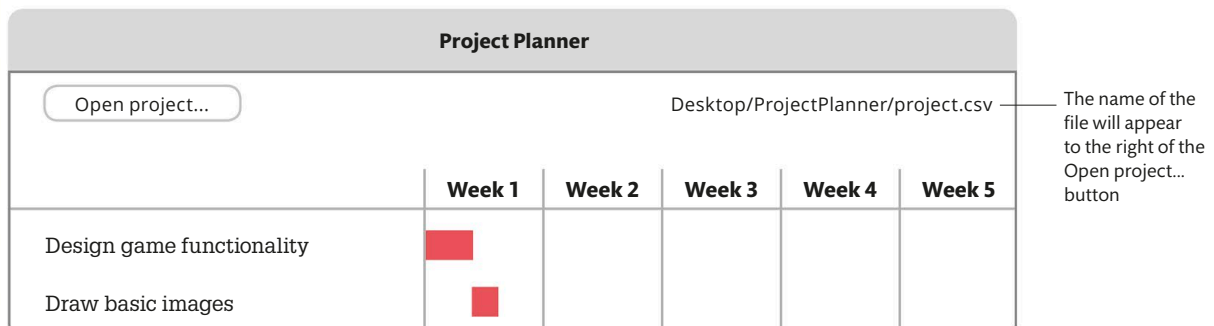 Project Planner
Open project...
Desktop/ProjectPlanner/project.csv
The name of the
file will appear
to the right of the
Open project...
button
Week 1 Week 2 Week 3 Week 4 Week 5
Design game functionality
Draw basic images